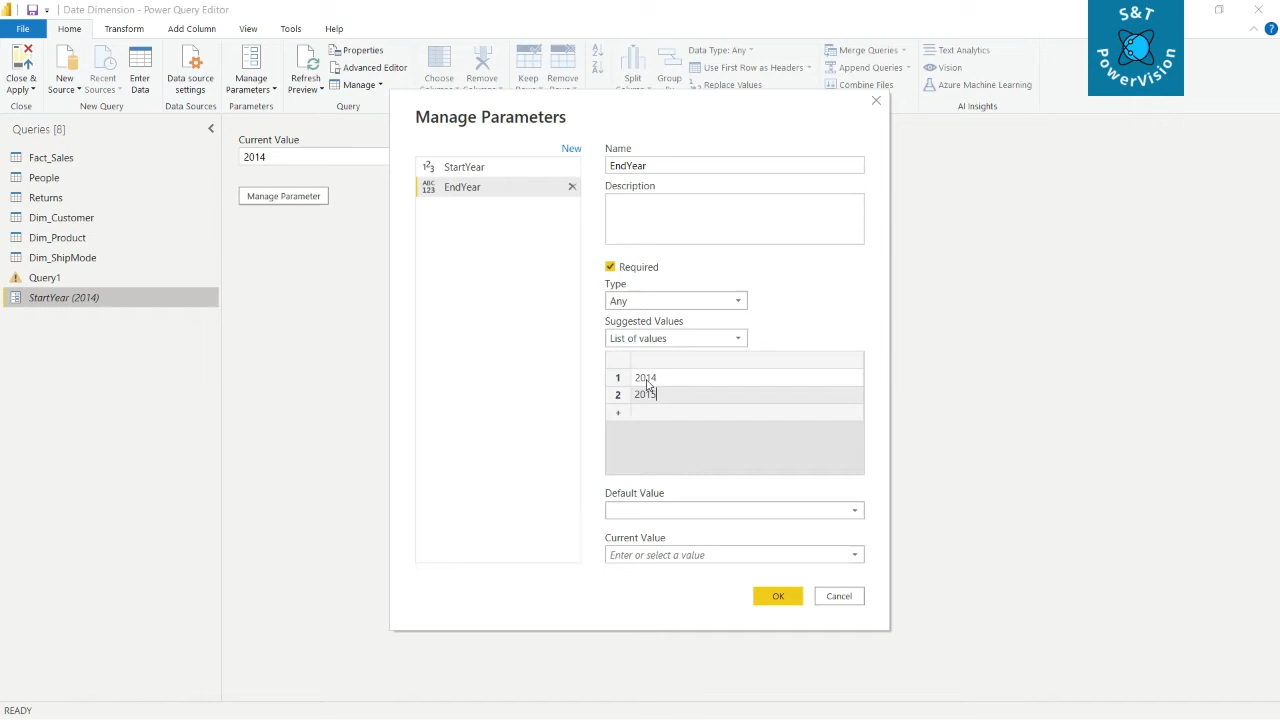 Date Dimension - Power Query Editor
File Home Transform Add Column View Tools Help
Close & Apply
New Source
Recent Sources
Enter Data
Data source settings
Manage Parameters
Refresh Preview
Properties
Advanced Editor
Manage
Choose
Remove
Keep
Remove
Split
Group
Data Type: Any
Use First Row as Headers
Replace Values
Merge Queries
Append Queries
Combine Files
Text Analytics
Vision
Azure Machine Learning
Close
New Query
Data Sources
Parameters
Query
AI Insights
S&T
PowerVision
Queries [8]
Fact_Sales
People
Returns
Dim_Customer
Dim_Product
Dim_ShipMode
Query1
StartYear (2014)
Current Value
2014
Manage Parameter
Manage Parameters
New
StartYear
EndYear
Name
EndYear
Description
Required
Type
Any
Suggested Values
List of values
1 2014
2 2015
+
Default Value
Current Value
Enter or select a value
OK Cancel
READY